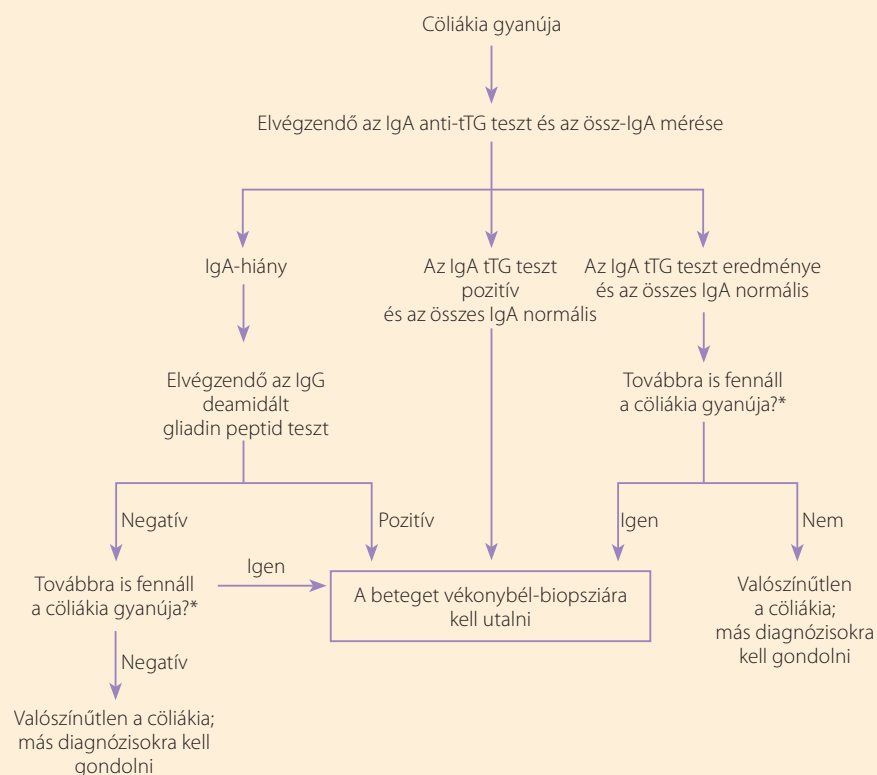 Cöliákia gyanúja
Elvégzendő az IgA anti-tTG teszt és az össz-IgA mérése
IgA-hiány
Az IgA tTG teszt
pozitív
és az összes IgA normális
Az IgA tTG teszt eredménye
és az összes IgA normális
Elvégzendő az IgG
deamidált
gliadin peptid teszt
Továbbra is fennáll
a cöliákia gyanúja?*
Negatív
Pozitív
Igen
Nem
Továbbra is fennáll
a cöliákia gyanúja?*
Igen
A beteget vékonybél-biopsziára
kell utalni
Valószínűtlen
a cöliákia;
más diagnózisokra
kell gondolni
Negatív
Valószínűtlen a cöliákia;
más diagnózisokra kell
gondolni